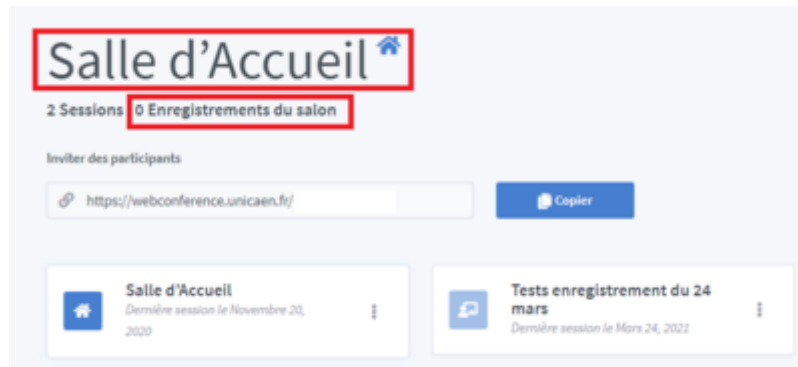 Salle d'Accueil
2 Sessions 0 Enregistrements du salon
Inviter des participants
https://webconference.unicaen.fr/
Copier
Salle d'Accueil
Dernière session le Novembre 20,
2020
Tests enregistrement du 24
mars
Dernière session le Mars 24, 2021